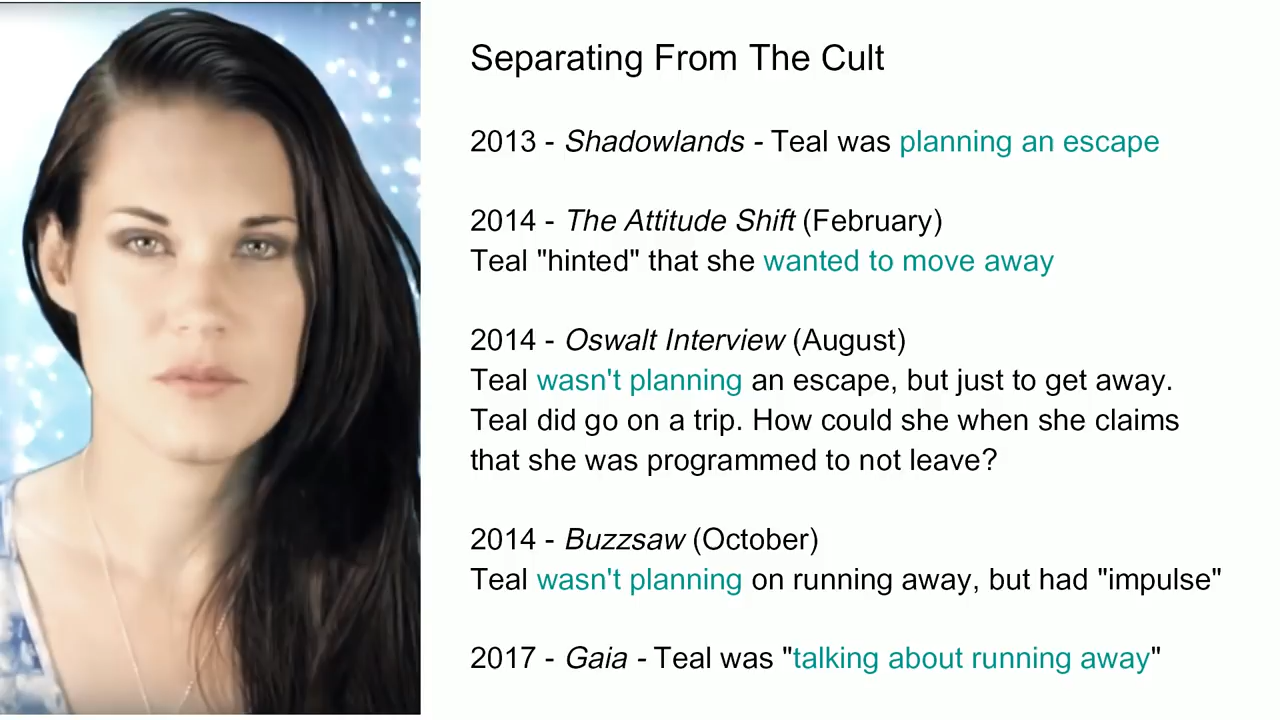 Separating From The Cult
2013 - Shadowlands - Teal was planning an escape
2014 - The Attitude Shift (February)
Teal "hinted" that she wanted to move away
2014 - Oswalt Interview (August)
Teal wasn't planning an escape, but just to get away.
Teal did go on a trip. How could she when she claims
that she was programmed to not leave?
2014 - Buzzsaw (October)
Teal wasn't planning on running away, but had "impulse"
2017 - Gaia - Teal was "talking about running away"